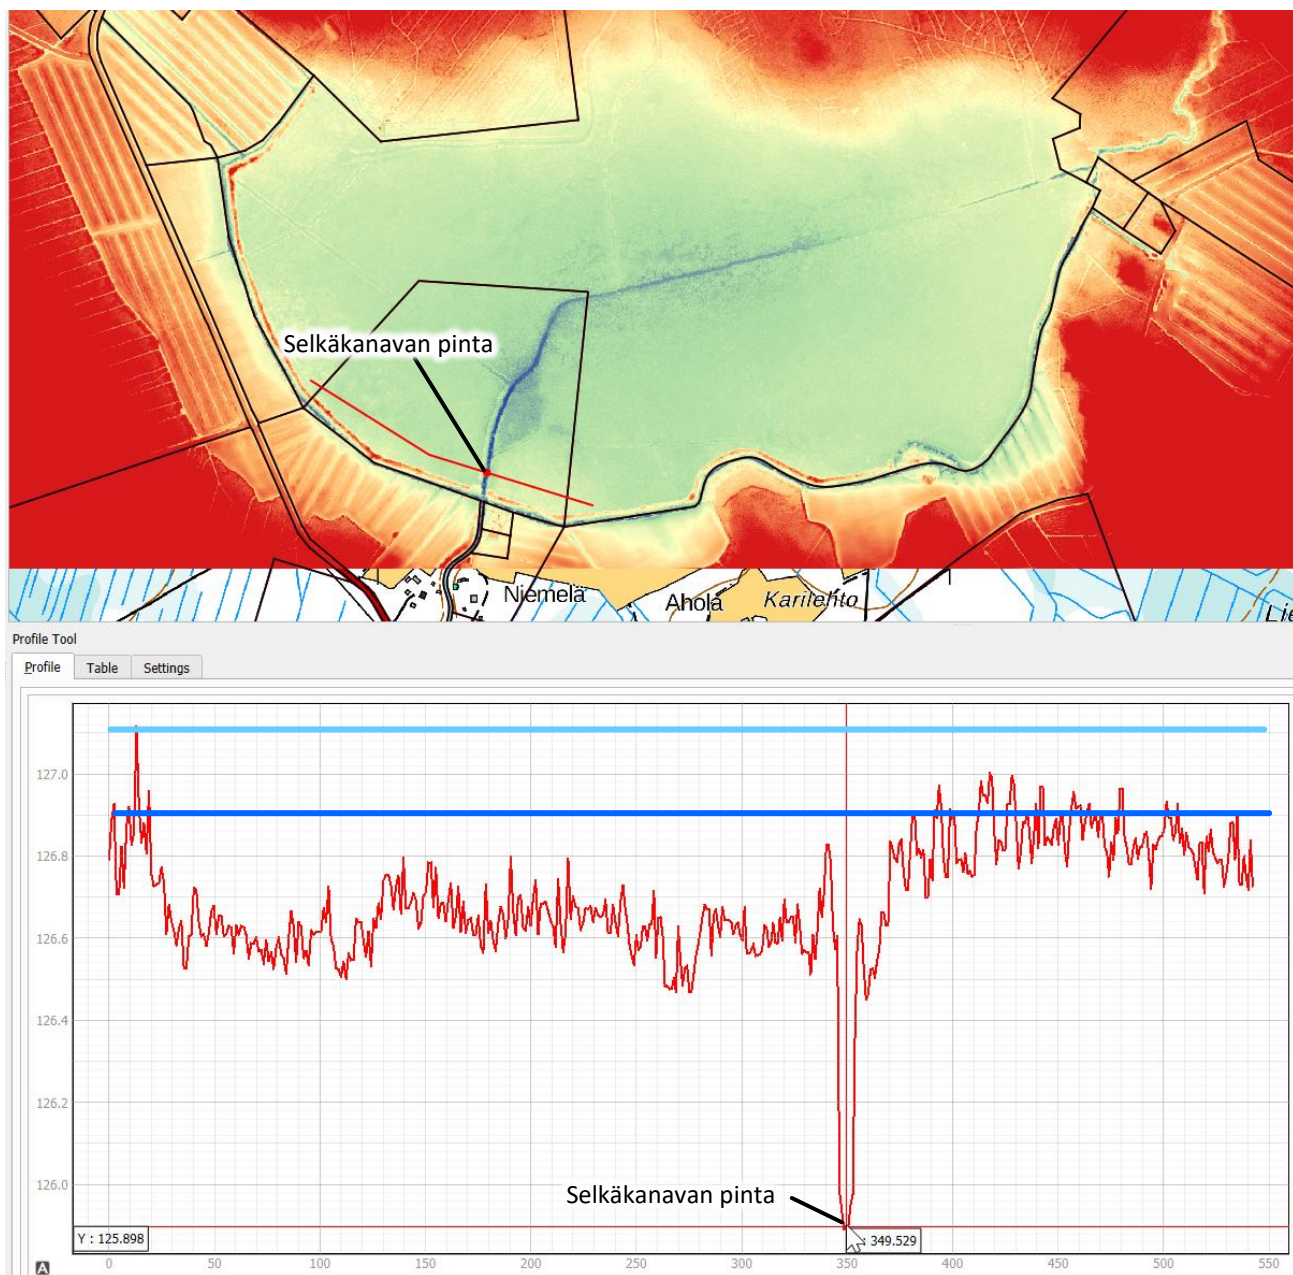 Selkäkanavan pinta
Niemelä
Ahola
Karilehto
Lie
Profile Tool
Profile Table Settings
127.0
126.8
126.6
126.4
126.2
126.0
Selkäkanavan pinta
Y : 125.898
: 349.529
A
0 50 100 150 200 250 300 350 400 450 500 550